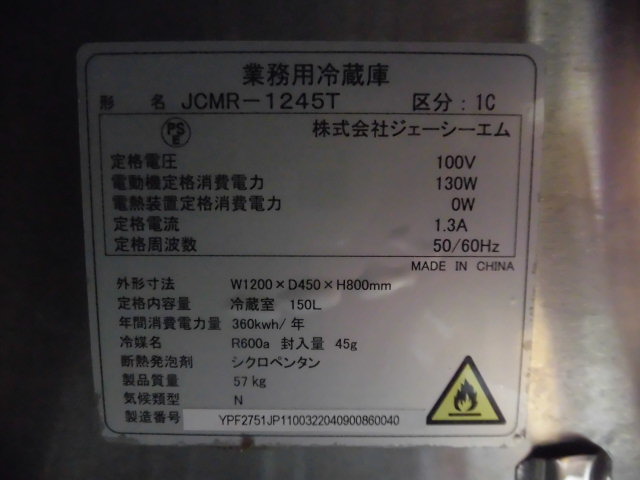 業務用冷蔵庫
形 名 JCMR-1245T 区分:1C
PS E 株式会社ジェーシーエム
定格電圧 100V
電動機定格消費電力 130W
電熱装置定格消費電力 0W
定格電流 1.3A
定格周波数 50/60Hz
MADE IN CHINA
外形寸法 W1200×D450×H800mm
定格内容量 冷蔵室 150L
年間消費電力量 360kwh/年
冷媒名 R600a 封入量 45g
断熱発泡剤 シクロペンタン
製品質量 57kg
気候類型 N
製造番号 YPF2751JP1100322040900860040